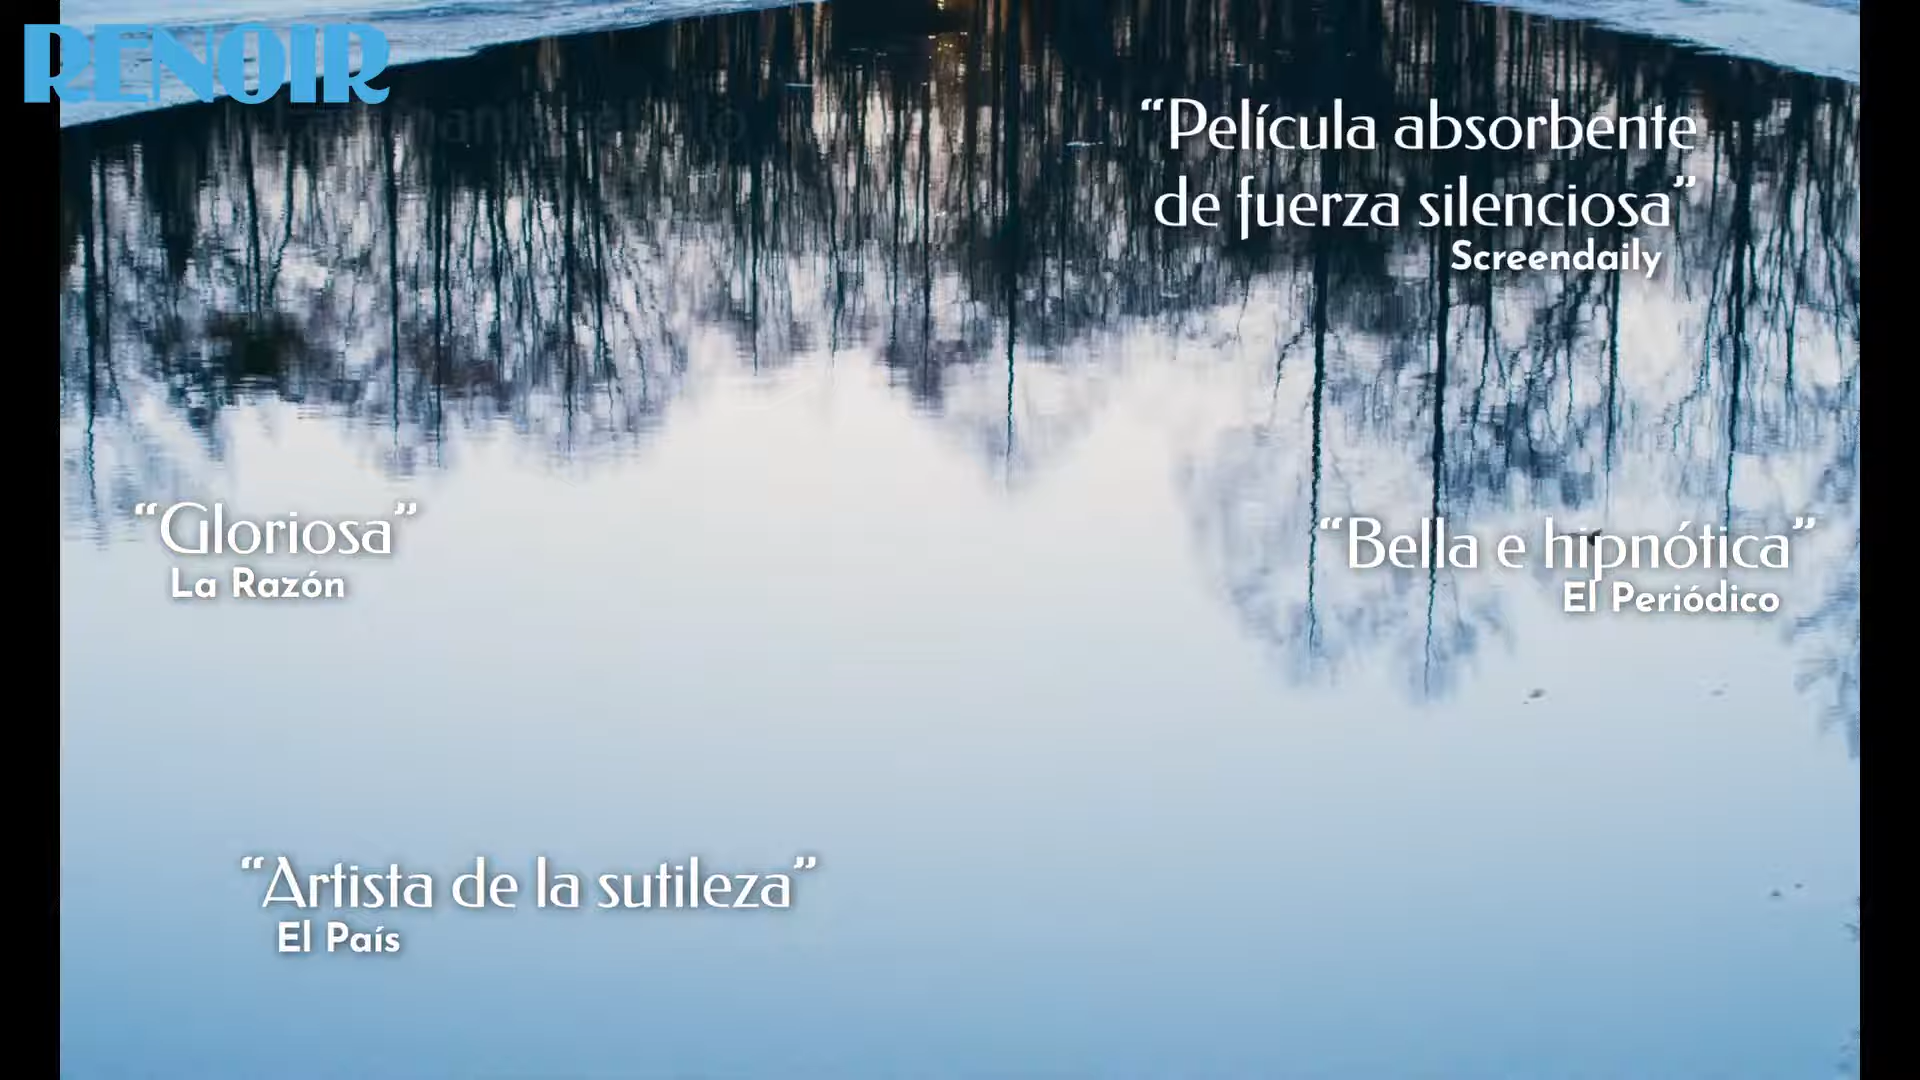 RENOIR
“Película absorbente
de fuerza silenciosa”
Screendaily
“Gloriosa”
La Razón
“Bella e hipnótica”
El Periódico
“Artista de la sutileza”
El País